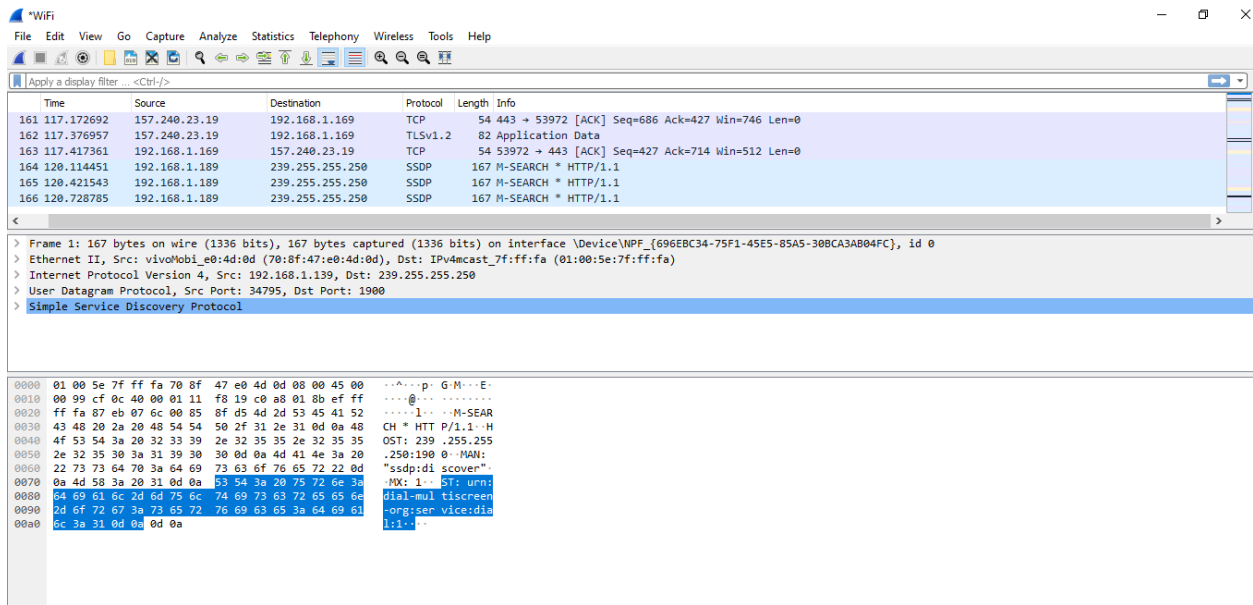 *WiFi
File Edit View Go Capture Analyze Statistics Telephony Wireless Tools Help
Apply a display filter ... <Ctrl-/>
Time Source Destination Protocol Length Info
161 117.172692 157.240.23.19 192.168.1.169 TCP 54 443 → 53972 [ACK] Seq=686 Ack=427 Win=746 Len=0
162 117.376957 157.240.23.19 192.168.1.169 TLSv1.2 82 Application Data
163 117.417361 192.168.1.169 157.240.23.19 TCP 54 53972 → 443 [ACK] Seq=427 Ack=714 Win=512 Len=0
164 120.114451 192.168.1.189 239.255.255.250 SSDP 167 M-SEARCH * HTTP/1.1
165 120.421543 192.168.1.189 239.255.255.250 SSDP 167 M-SEARCH * HTTP/1.1
166 120.728785 192.168.1.189 239.255.255.250 SSDP 167 M-SEARCH * HTTP/1.1
> Frame 1: 167 bytes on wire (1336 bits), 167 bytes captured (1336 bits) on interface \Device\NPF_{696EBC34-75F1-45E5-85A5-30BCA3AB04FC}, id 0
> Ethernet II, Src: vivoMobi_e0:4d:0d (70:8f:47:e0:4d:0d), Dst: IPv4mcast_7f:ff:fa (01:00:5e:7f:ff:fa)
> Internet Protocol Version 4, Src: 192.168.1.139, Dst: 239.255.255.250
> User Datagram Protocol, Src Port: 34795, Dst Port: 1900
> Simple Service Discovery Protocol
0000 01 00 5e 7f ff fa 70 8f 47 e0 4d 0d 08 00 45 00 ··^···p· G·M···E·
0010 00 99 cf 0c 40 00 01 11 f8 19 c0 a8 01 8b ef ff ····@··· ········
0020 ff fa 87 eb 07 6c 00 85 8f d5 4d 2d 53 45 41 52 ·····l·· ··M-SEAR
0030 43 48 20 2a 20 48 54 54 50 2f 31 2e 31 0d 0a 48 CH * HTT P/1.1··H
0040 4f 53 54 3a 20 32 33 39 2e 32 35 35 2e 32 35 35 OST: 239 .255.255
0050 2e 32 35 30 3a 31 39 30 30 0d 0a 4d 41 4e 3a 20 .250:190 0··MAN:
0060 22 73 73 64 70 3a 64 69 73 63 6f 76 65 72 22 0d "ssdp:di scover"·
0070 0a 4d 58 3a 20 31 0d 0a 53 54 3a 20 75 72 6e 3a ·MX: 1·· ST: urn:
0080 64 69 61 6c 2d 6d 75 6c 74 69 73 63 72 65 65 6e dial-mul tiscreen
0090 2d 6f 72 67 3a 73 65 72 76 69 63 65 3a 64 69 61 -org:ser vice:dia
00a0 6c 3a 31 0d 0a 0d 0a l:1····